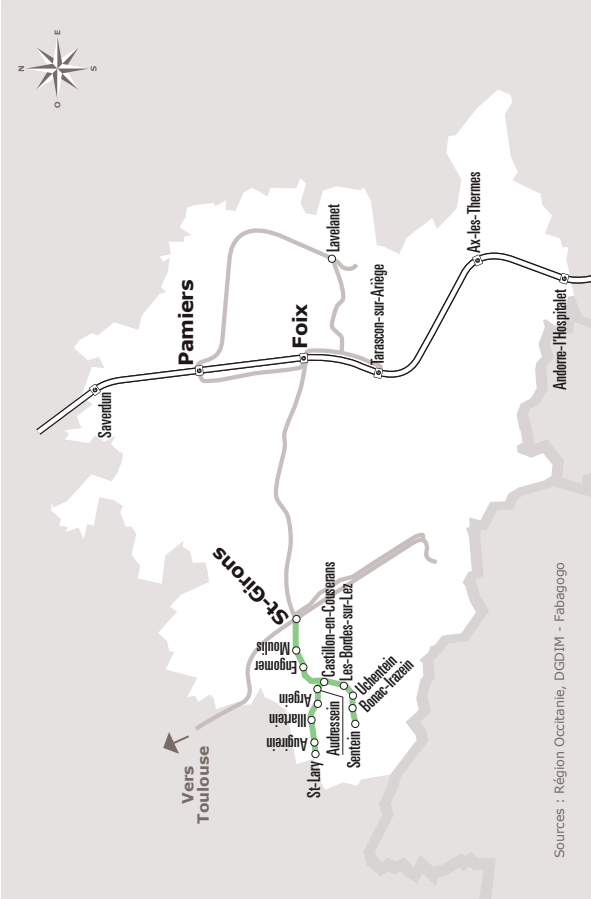 N
E
S
O
Vers
Toulouse
Saverdun
Pamiers
Foix
Lavelanet
Tarascon-sur-Ariège
Ax-les-Thermes
Andorre-l'Hospitalet
St-Girons
Moulis
Engomer
Castillon-en-Couserans
Les-Bordes-sur-Lez
Uchentein
Bonac-Irazein
Sentein
Audressein
Argein
Illartein
Augirein
St-Lary
Sources : Région Occitanie, DGDIM - Fabagogo